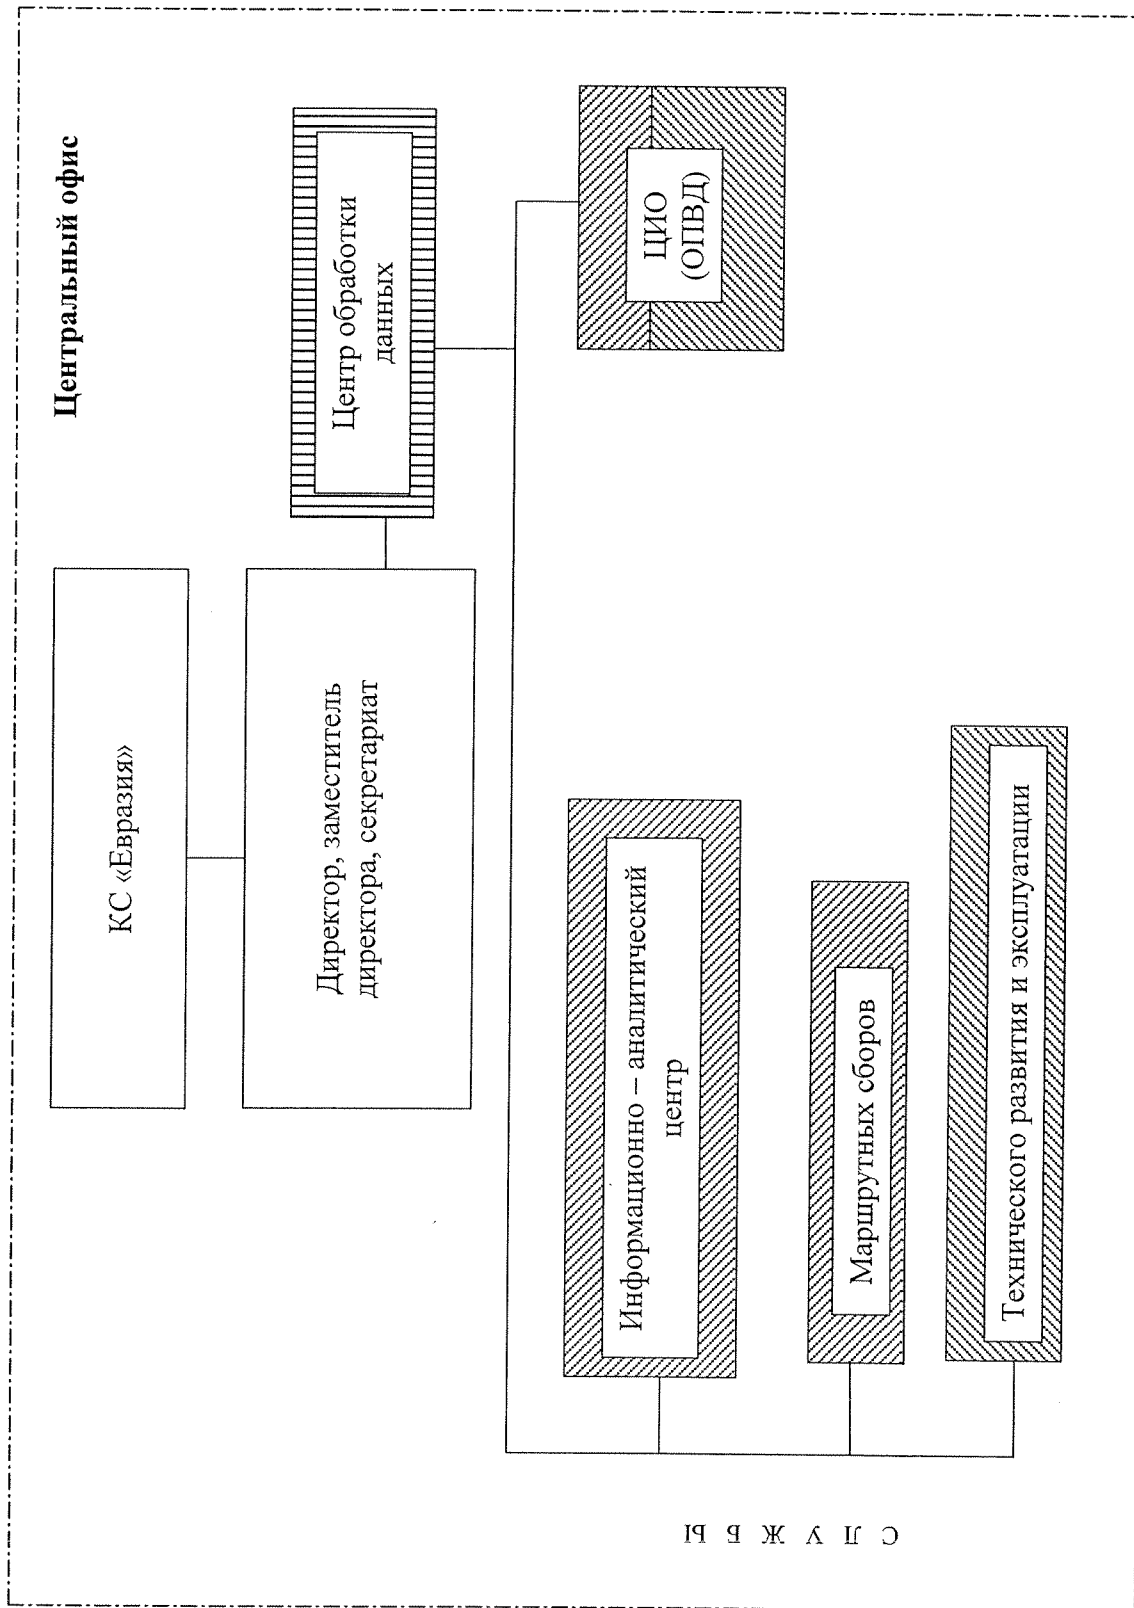 Центральный офис
КС «Евразия»
Директор, заместитель
директора, секретариат
Центр обработки
данных
ЦИО
(ОПВД)
Информационно – аналитический
центр
Маршрутных сборов
Технического развития и эксплуатации
С Л У Ж Б Ы